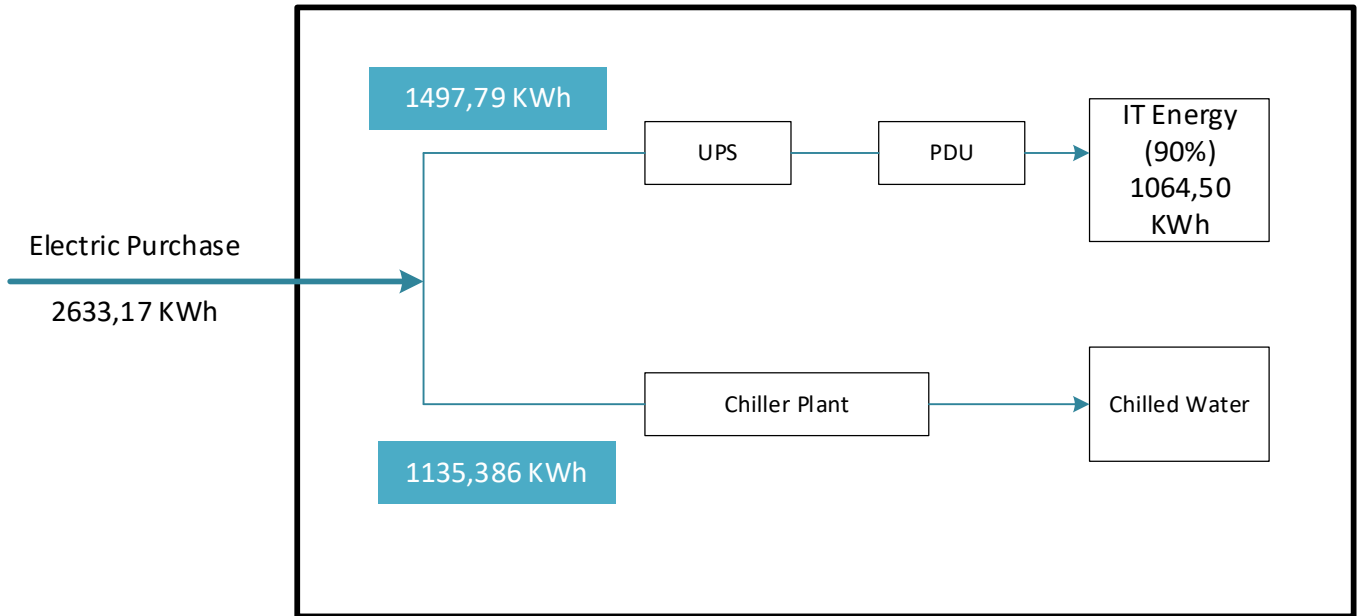 1497,79 KWh
UPS
PDU
IT Energy
(90%)
1064,50
KWh
Electric Purchase
2633,17 KWh
Chiller Plant
Chilled Water
1135,386 KWh